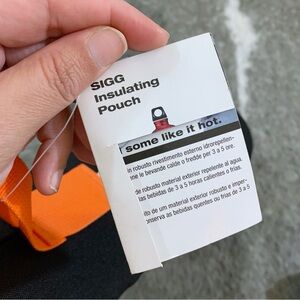 SIGG
Insulating
Pouch
some like it hot.
in robusto rivestimento esterno idrorepellen-
ne le bevande calde o fredde per 3 a 5 ore.
de robusto material exterior repelente al agua.
las bebidas de 3 a 5 horas calientes o frías.
ito de um material exterior robusto e imper-
onserva as bebidas quentes ou frias de 3 a 5